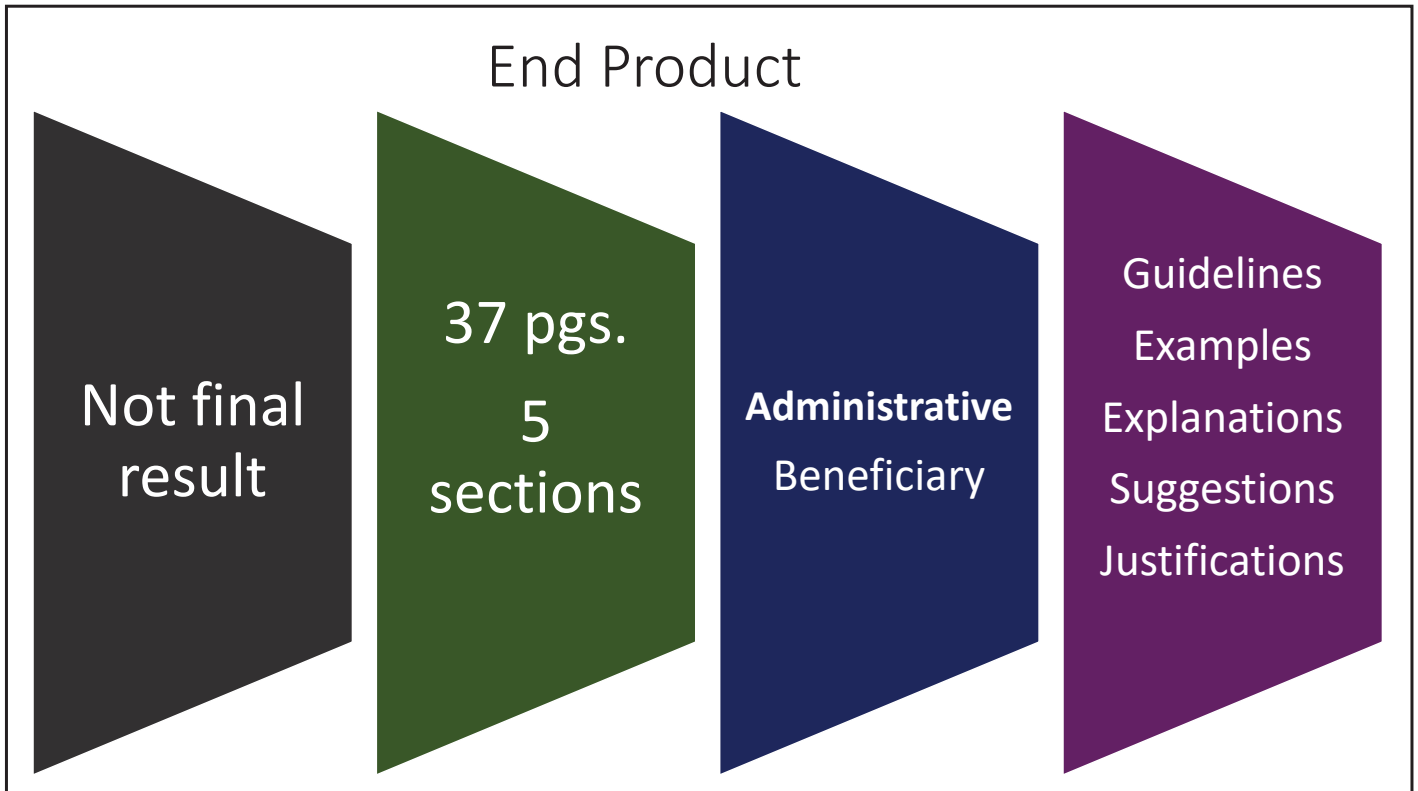 End Product
Not final
result
37 pgs.
5
sections
Administrative
Beneficiary
Guidelines
Examples
Explanations
Suggestions
Justifications